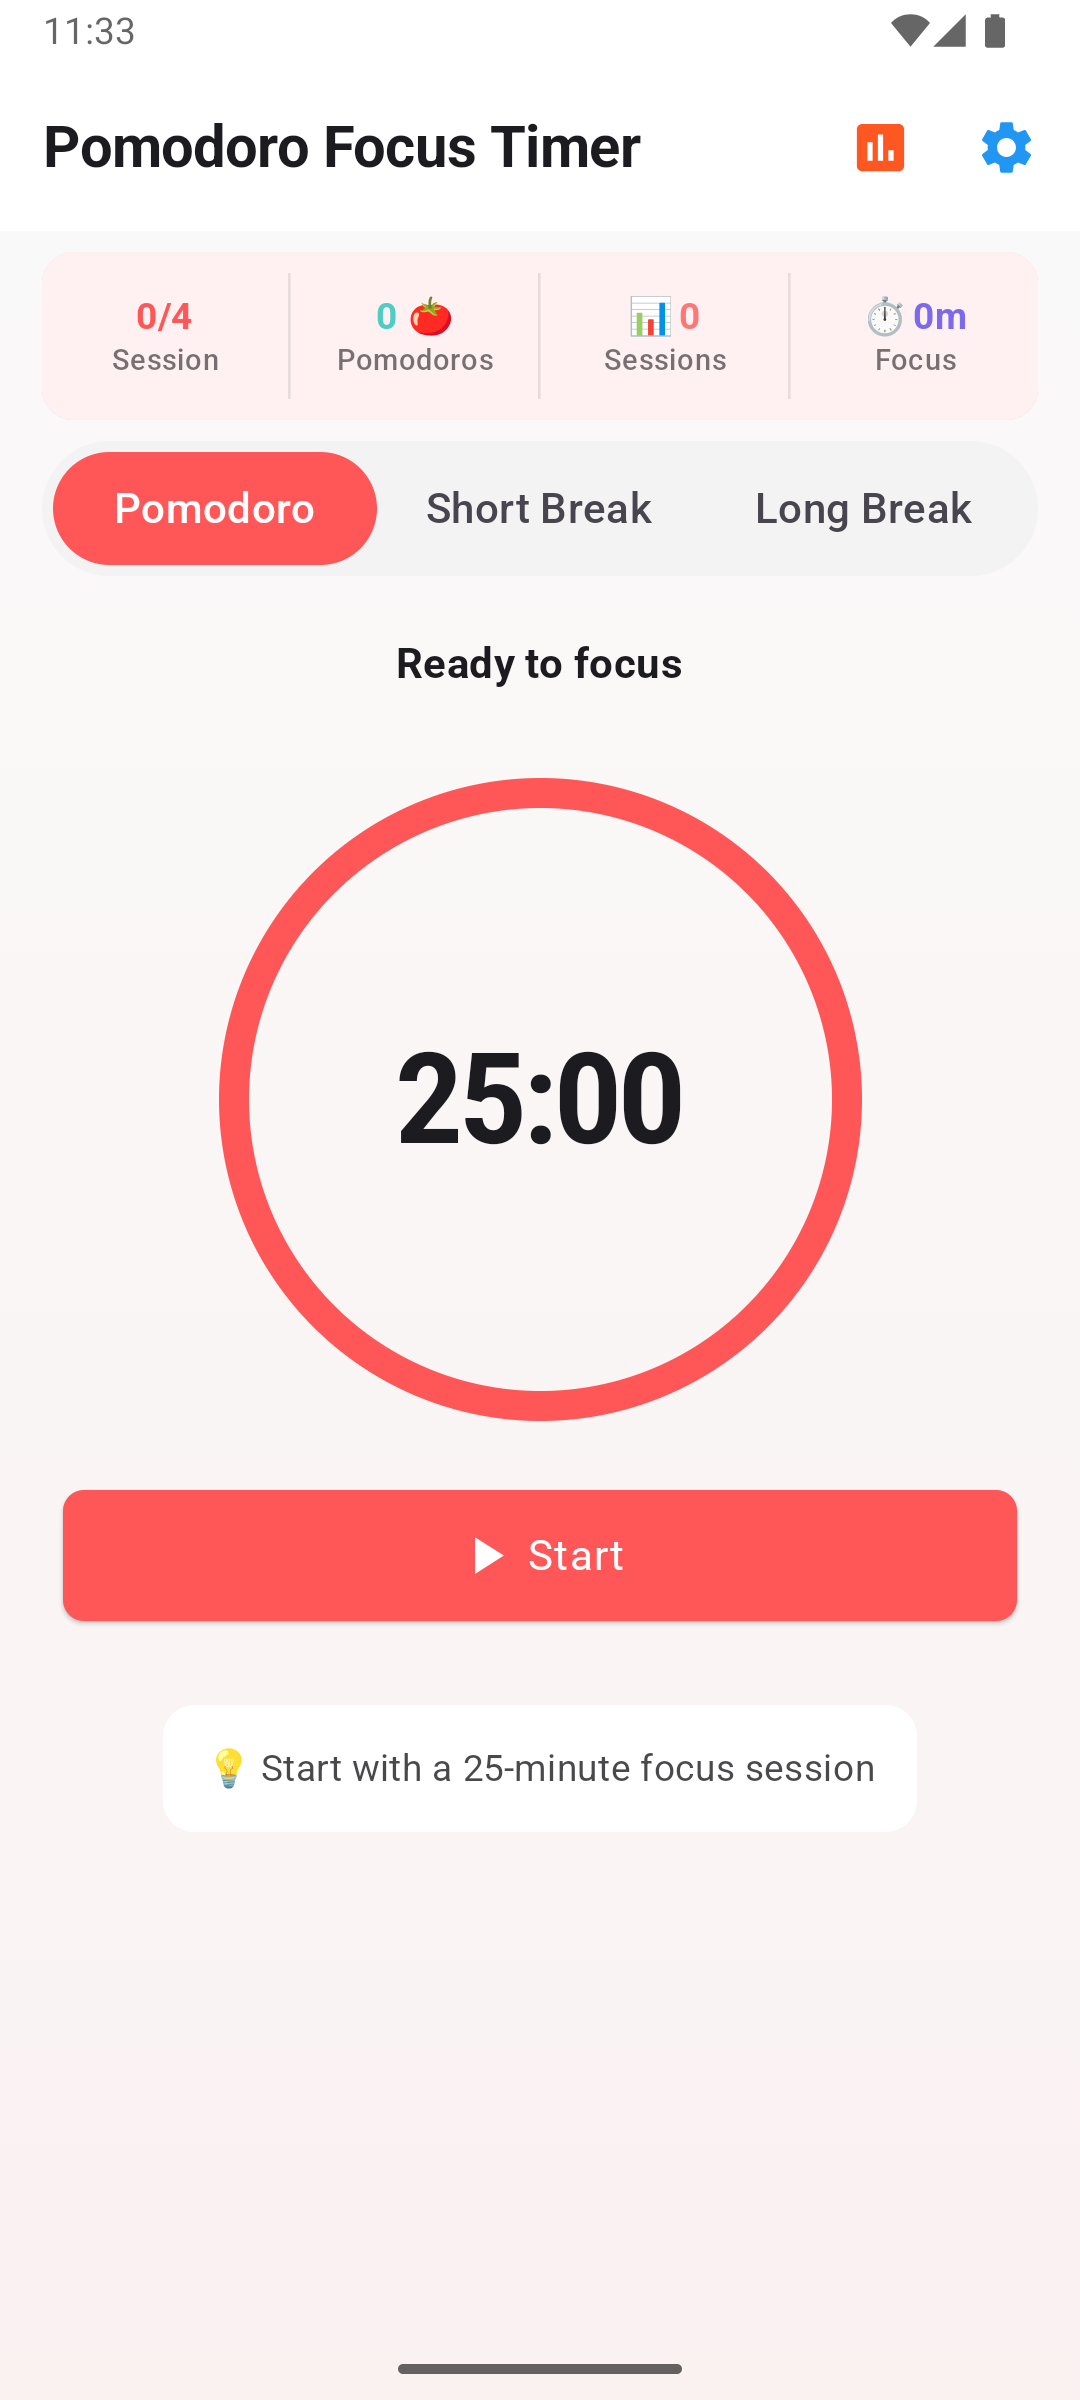 11:33
Pomodoro Focus Timer
0/4
Session
0 🍅
Pomodoros
📊 0
Sessions
⏱️ 0m
Focus
Pomodoro
Short Break
Long Break
Ready to focus
25:00
Start
💡 Start with a 25-minute focus session